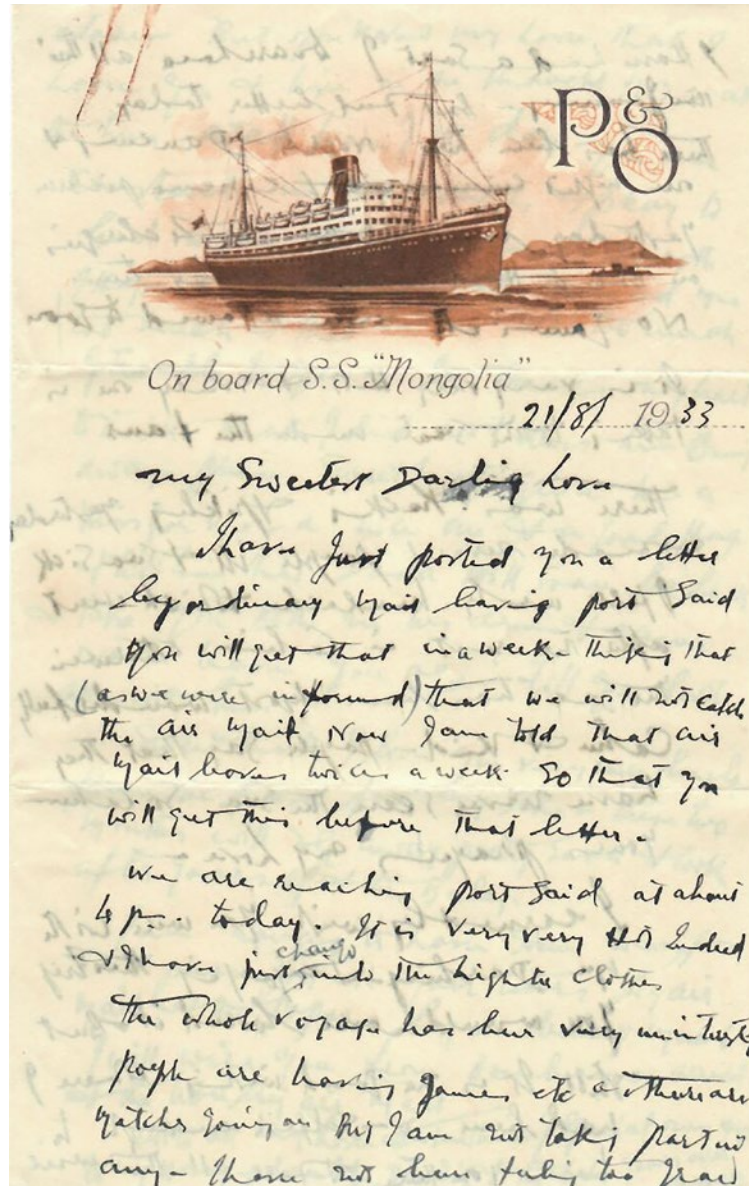 P&O
On board S.S. "Mongolia"
21/8/ 1933
My Sweetest Darling Love
I have Just posted you a letter
by ordinary Mail leaving port Said
you will get that in a week - thinking that
(as we were informed) that we will not catch
the air Mail Now I am told that air
Mail leaves twice a week. So that you
will get this before that letter.
We are reaching port Said at about
4 p.m. today. It is very very Hot Indeed
& I have just change into the lighter clothes
The whole voyage has been very uninteresting
people are having games etc
Matches going on But I am not taking part in
any - I have not been feeling too